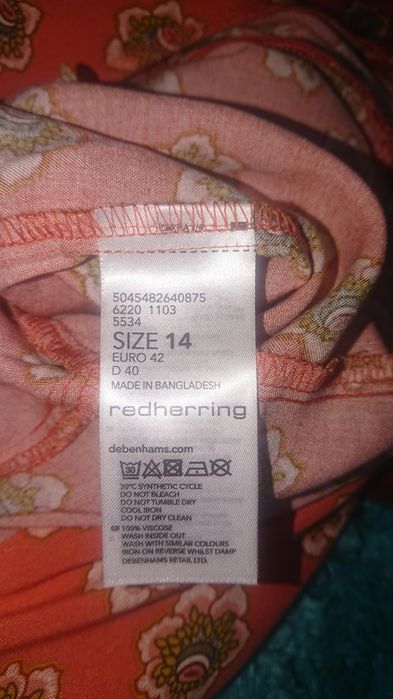 5045482640875
6220 1103
5534
SIZE 14
EURO 42
D 40
MADE IN BANGLADESH
redherring
debenhams.com
30
30°C SYNTHETIC CYCLE
DO NOT BLEACH
DO NOT TUMBLE DRY
COOL IRON
DO NOT DRY CLEAN
GB 100% VISCOSE
WASH INSIDE OUT
WASH WITH SIMILAR COLOURS
IRON ON REVERSE WHILST DAMP
DEBENHAMS RETAIL LTD.